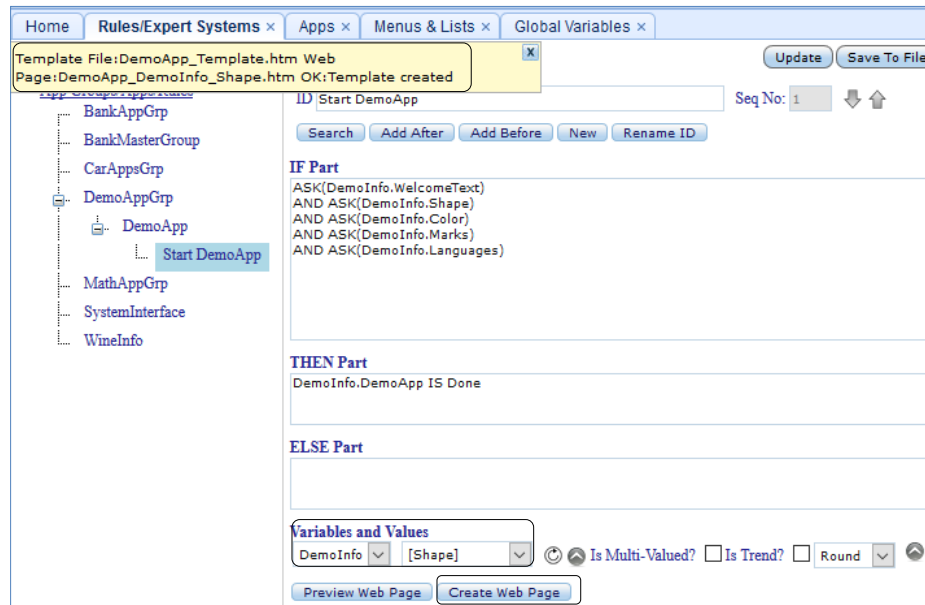 Home Rules/Expert Systems × Apps × Menus & Lists × Global Variables ×
Template File:DemoApp_Template.htm Web
Page:DemoApp_DemoInfo_Shape.htm OK:Template created
X
Update Save To File
App Groups/Apps/Rules
ID Start DemoApp Seq No: 1
BankAppGrp
BankMasterGroup
CarAppsGrp
DemoAppGrp
DemoApp
Start DemoApp
MathAppGrp
SystemInterface
WineInfo
Search Add After Add Before New Rename ID
IF Part
ASK(DemoInfo.WelcomeText)
AND ASK(DemoInfo.Shape)
AND ASK(DemoInfo.Color)
AND ASK(DemoInfo.Marks)
AND ASK(DemoInfo.Languages)
THEN Part
DemoInfo.DemoApp IS Done
ELSE Part
Variables and Values
DemoInfo [Shape] Is Multi-Valued? Is Trend? Round
Preview Web Page Create Web Page